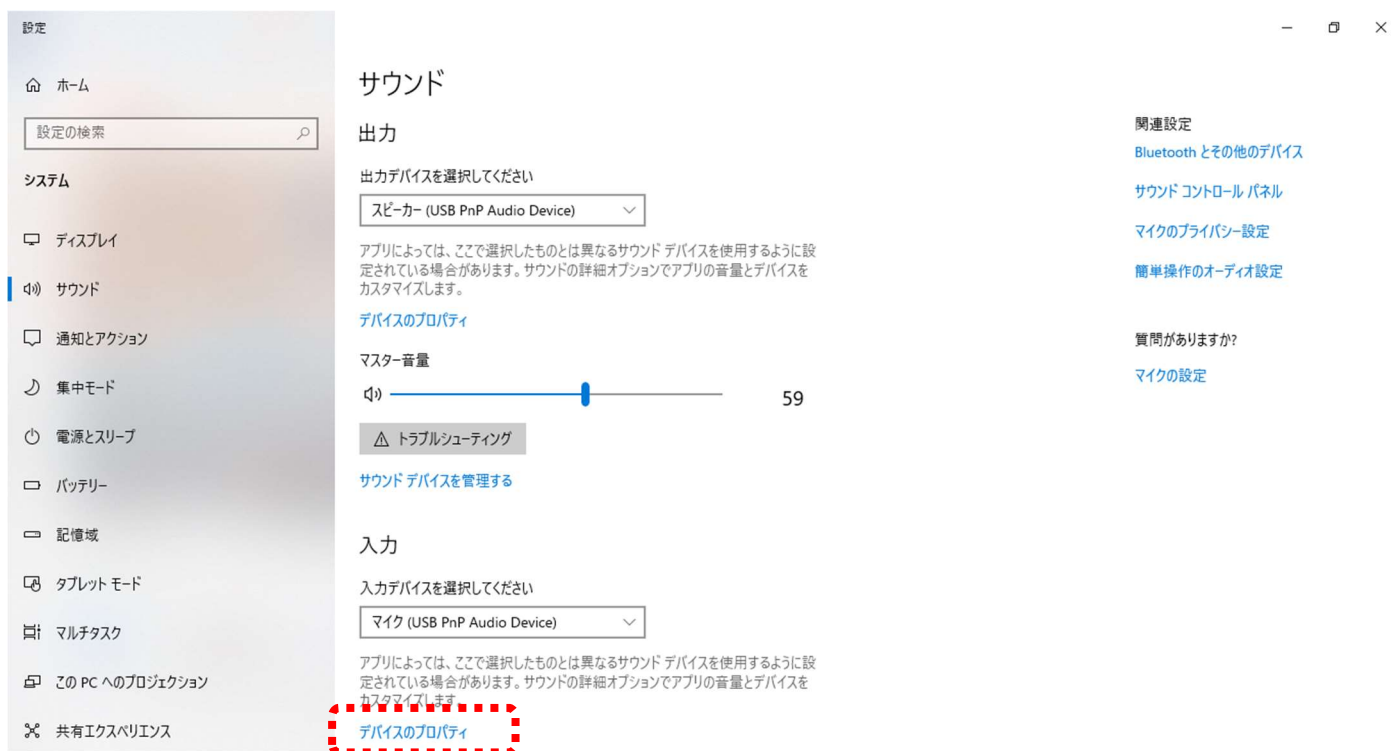 設定
ホーム
設定の検索
システム
ディスプレイ
サウンド
通知とアクション
集中モード
電源とスリープ
バッテリー
記憶域
タブレット モード
マルチタスク
この PC へのプロジェクション
共有エクスペリエンス
サウンド
出力
出力デバイスを選択してください
スピーカー (USB PnP Audio Device)
アプリによっては、ここで選択したものとは異なるサウンド デバイスを使用するように設
定されている場合があります。サウンドの詳細オプションでアプリの音量とデバイスを
カスタマイズします。
デバイスのプロパティ
マスター音量
59
トラブルシューティング
サウンド デバイスを管理する
入力
入力デバイスを選択してください
マイク (USB PnP Audio Device)
アプリによっては、ここで選択したものとは異なるサウンド デバイスを使用するように設
定されている場合があります。サウンドの詳細オプションでアプリの音量とデバイスを
カスタマイズします。
デバイスのプロパティ
関連設定
Bluetooth とその他のデバイス
サウンド コントロール パネル
マイクのプライバシー設定
簡単操作のオーディオ設定
質問がありますか?
マイクの設定